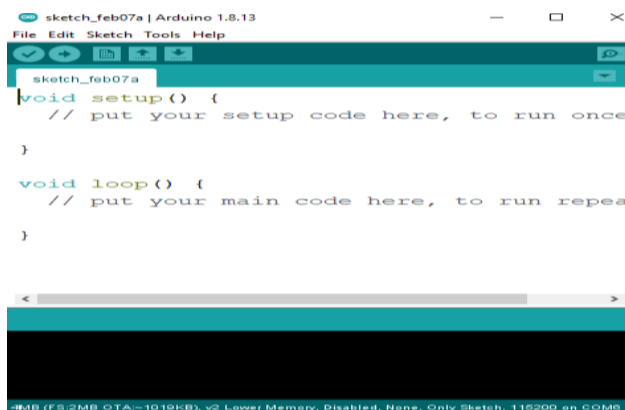 sketch_feb07a | Arduino 1.8.13
File Edit Sketch Tools Help
sketch_feb07a
void setup() {
// put your setup code here, to run once
}
void loop() {
// put your main code here, to run repea
}
4MB (FS:2MB OTA:~1019KB), v2 Lower Memory, Disabled, None, Only Sketch, 115200 on COM6